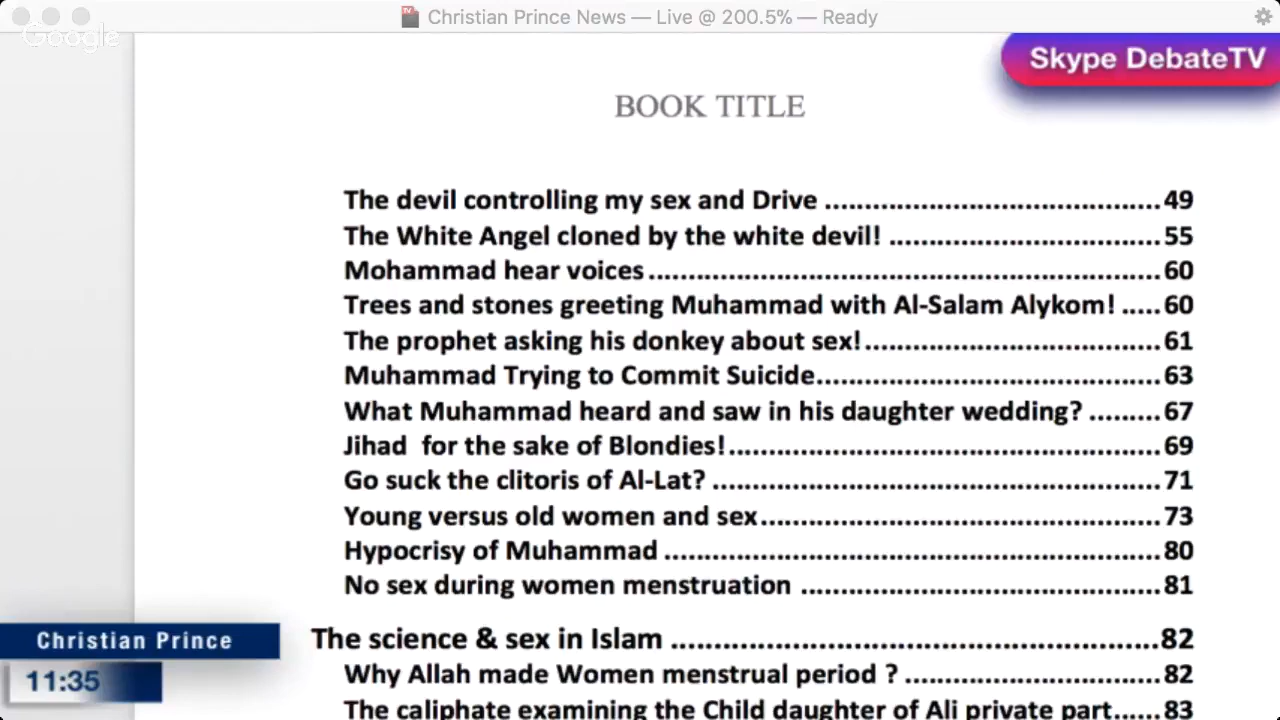 Christian Prince News — Live @ 200.5% — Ready
Google
Skype DebateTV
BOOK TITLE
The devil controlling my sex and Drive ..........................................49
The White Angel cloned by the white devil! ..................................55
Mohammad hear voices................................................................60
Trees and stones greeting Muhammad with Al-Salam Alykom! .....60
The prophet asking his donkey about sex!.....................................61
Muhammad Trying to Commit Suicide...........................................63
What Muhammad heard and saw in his daughter wedding? .........67
Jihad  for the sake of Blondies!......................................................69
Go suck the clitoris of Al-Lat? ........................................................71
Young versus old women and sex..................................................73
Hypocrisy of Muhammad ..............................................................80
No sex during women menstruation .............................................81
The science & sex in Islam .............................................................82
Why Allah made Women menstrual period ? ................................82
The caliphate examining the Child daughter of Ali private part......83
Christian Prince
11:35